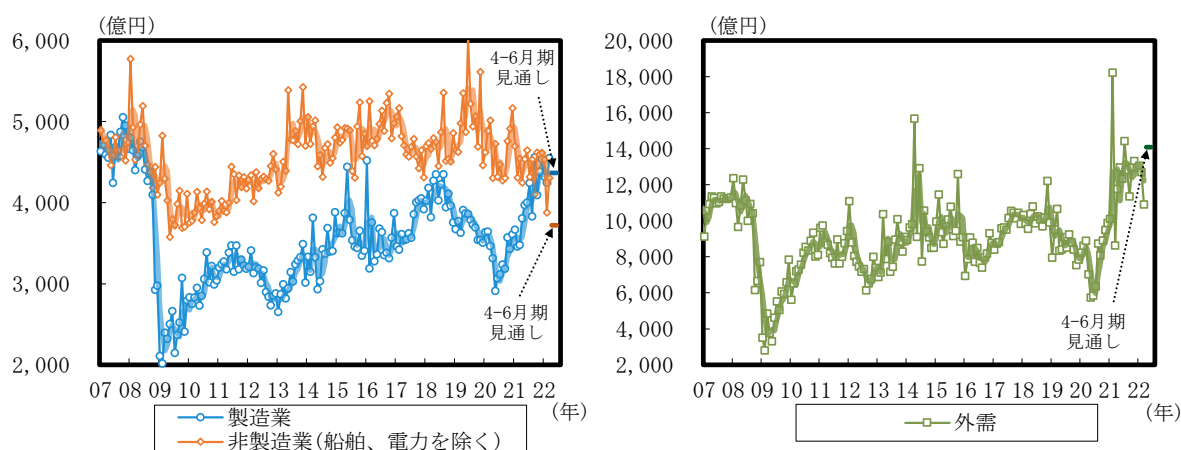 (億円)
6,000
5,000
4,000
3,000
2,000
4-6月期
見通し
4-6月期
見通し
07 08 09 10 11 12 13 14 15 16 17 18 19 20 21 22
(年)
製造業
非製造業(船舶、電力を除く)
(億円)
20,000
18,000
16,000
14,000
12,000
10,000
8,000
6,000
4,000
2,000
4-6月期
見通し
07 08 09 10 11 12 13 14 15 16 17 18 19 20 21 22
(年)
外需